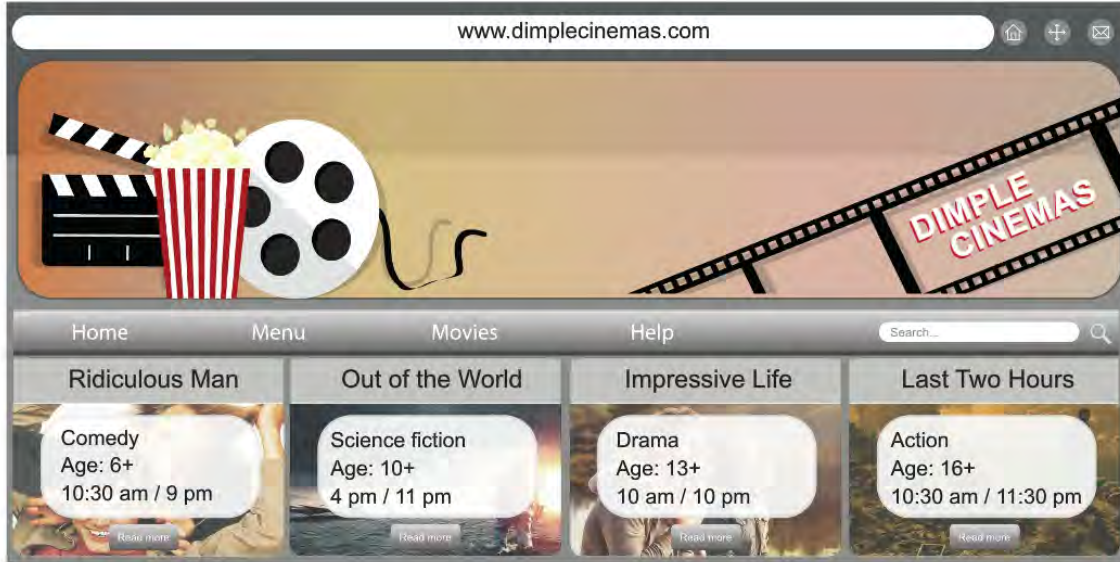 www.dimplecinemas.com
DIMPLE
CINEMAS
Home Menu Movies Help Search...
Ridiculous Man
Comedy
Age: 6+
10:30 am / 9 pm
Read more
Out of the World
Science fiction
Age: 10+
4 pm / 11 pm
Read more
Impressive Life
Drama
Age: 13+
10 am / 10 pm
Read more
Last Two Hours
Action
Age: 16+
10:30 am / 11:30 pm
Read more